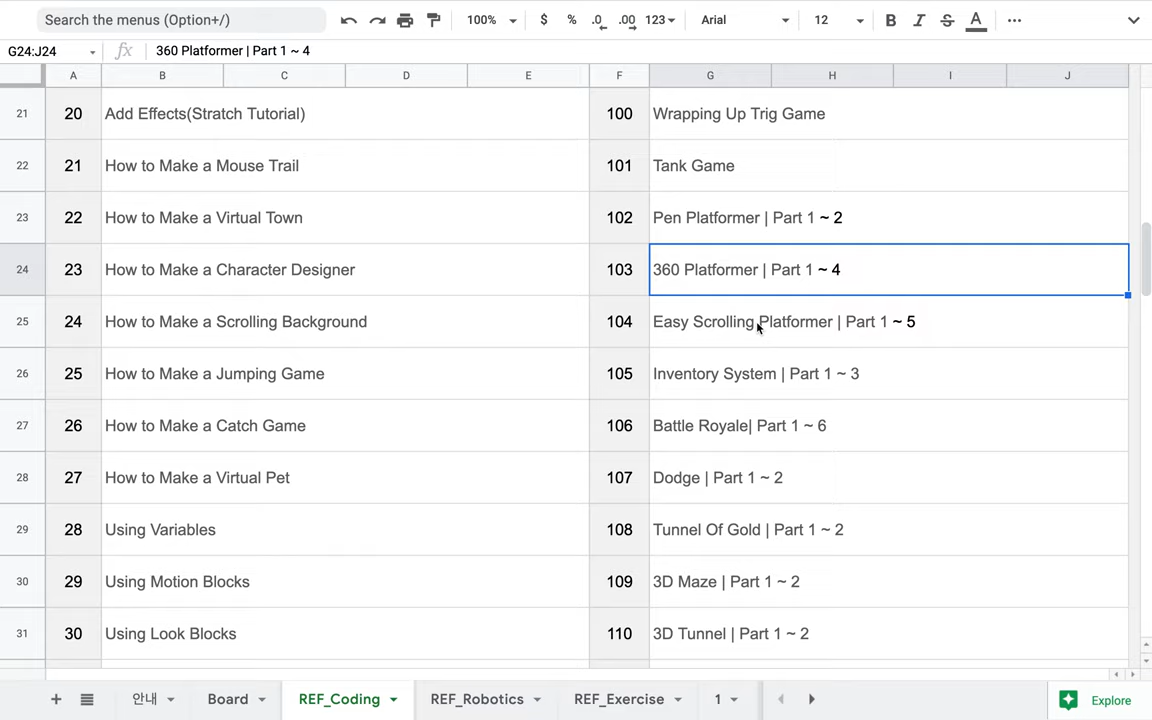 Search the menus (Option+/)
100%
$
%
.0
.00
123
Arial
12
B
I
S
A
G24:J24
fx
360 Platformer | Part 1 ~ 4
A B C D E F G H I J
21 20 Add Effects(Stratch Tutorial) 100 Wrapping Up Trig Game
22 21 How to Make a Mouse Trail 101 Tank Game
23 22 How to Make a Virtual Town 102 Pen Platformer | Part 1 ~ 2
24 23 How to Make a Character Designer 103 360 Platformer | Part 1 ~ 4
25 24 How to Make a Scrolling Background 104 Easy Scrolling Platformer | Part 1 ~ 5
26 25 How to Make a Jumping Game 105 Inventory System | Part 1 ~ 3
27 26 How to Make a Catch Game 106 Battle Royale| Part 1 ~ 6
28 27 How to Make a Virtual Pet 107 Dodge | Part 1 ~ 2
29 28 Using Variables 108 Tunnel Of Gold | Part 1 ~ 2
30 29 Using Motion Blocks 109 3D Maze | Part 1 ~ 2
31 30 Using Look Blocks 110 3D Tunnel | Part 1 ~ 2
안내
Board
REF_Coding
REF_Robotics
REF_Exercise
1
Explore